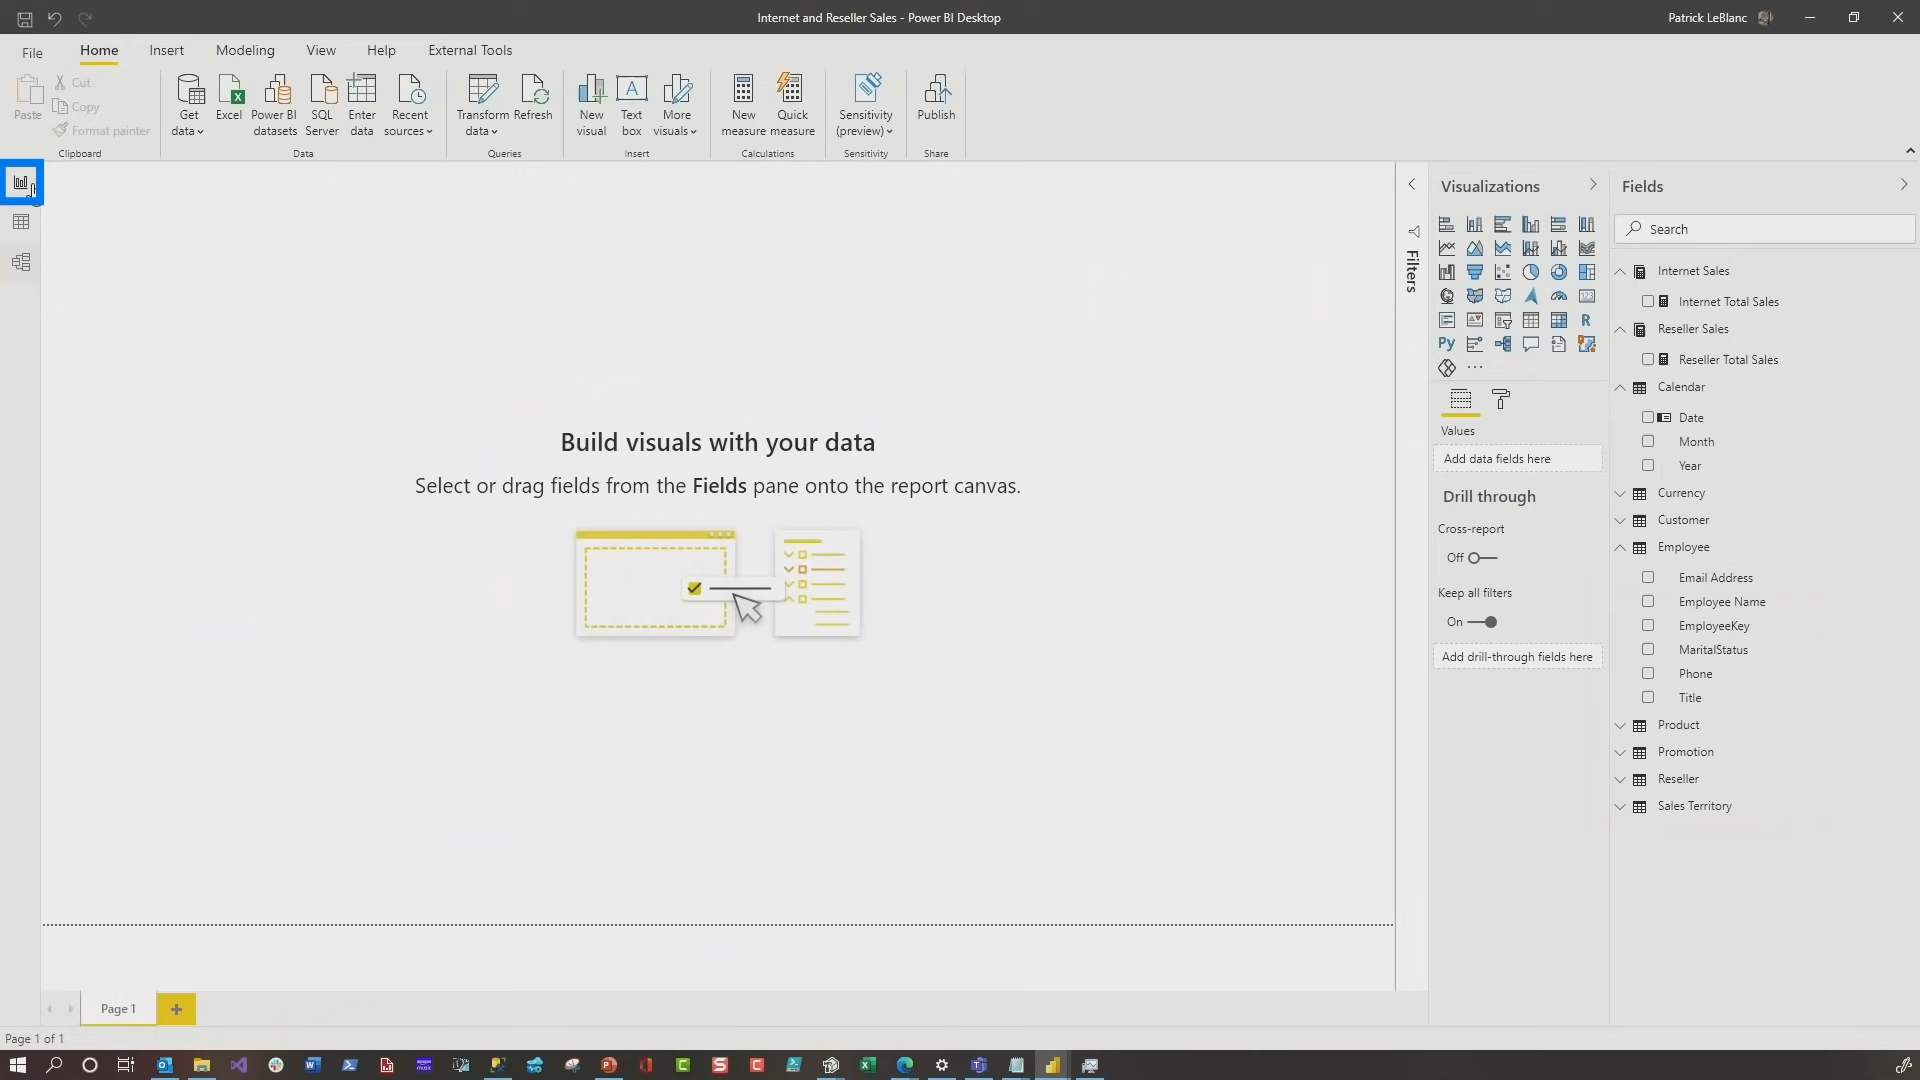 Internet and Reseller Sales - Power BI Desktop
Patrick LeBlanc
File
Home
Insert
Modeling
View
Help
External Tools
Paste
Cut
Copy
Format painter
Clipboard
Get data
Excel
Power BI datasets
SQL Server
Enter data
Recent sources
Data
Transform data
Refresh
Queries
New visual
Text box
More visuals
Insert
New measure
Quick measure
Calculations
Sensitivity (preview)
Sensitivity
Publish
Share
Build visuals with your data
Select or drag fields from the Fields pane onto the report canvas.
Filters
Visualizations
R
Py
123
A
Values
Add data fields here
Drill through
Cross-report
Off
Keep all filters
On
Add drill-through fields here
Fields
Search
Internet Sales
Internet Total Sales
Reseller Sales
Reseller Total Sales
Calendar
Date
Month
Year
Currency
Customer
Employee
Email Address
Employee Name
EmployeeKey
MaritalStatus
Phone
Title
Product
Promotion
Reseller
Sales Territory
Page 1
Page 1 of 1